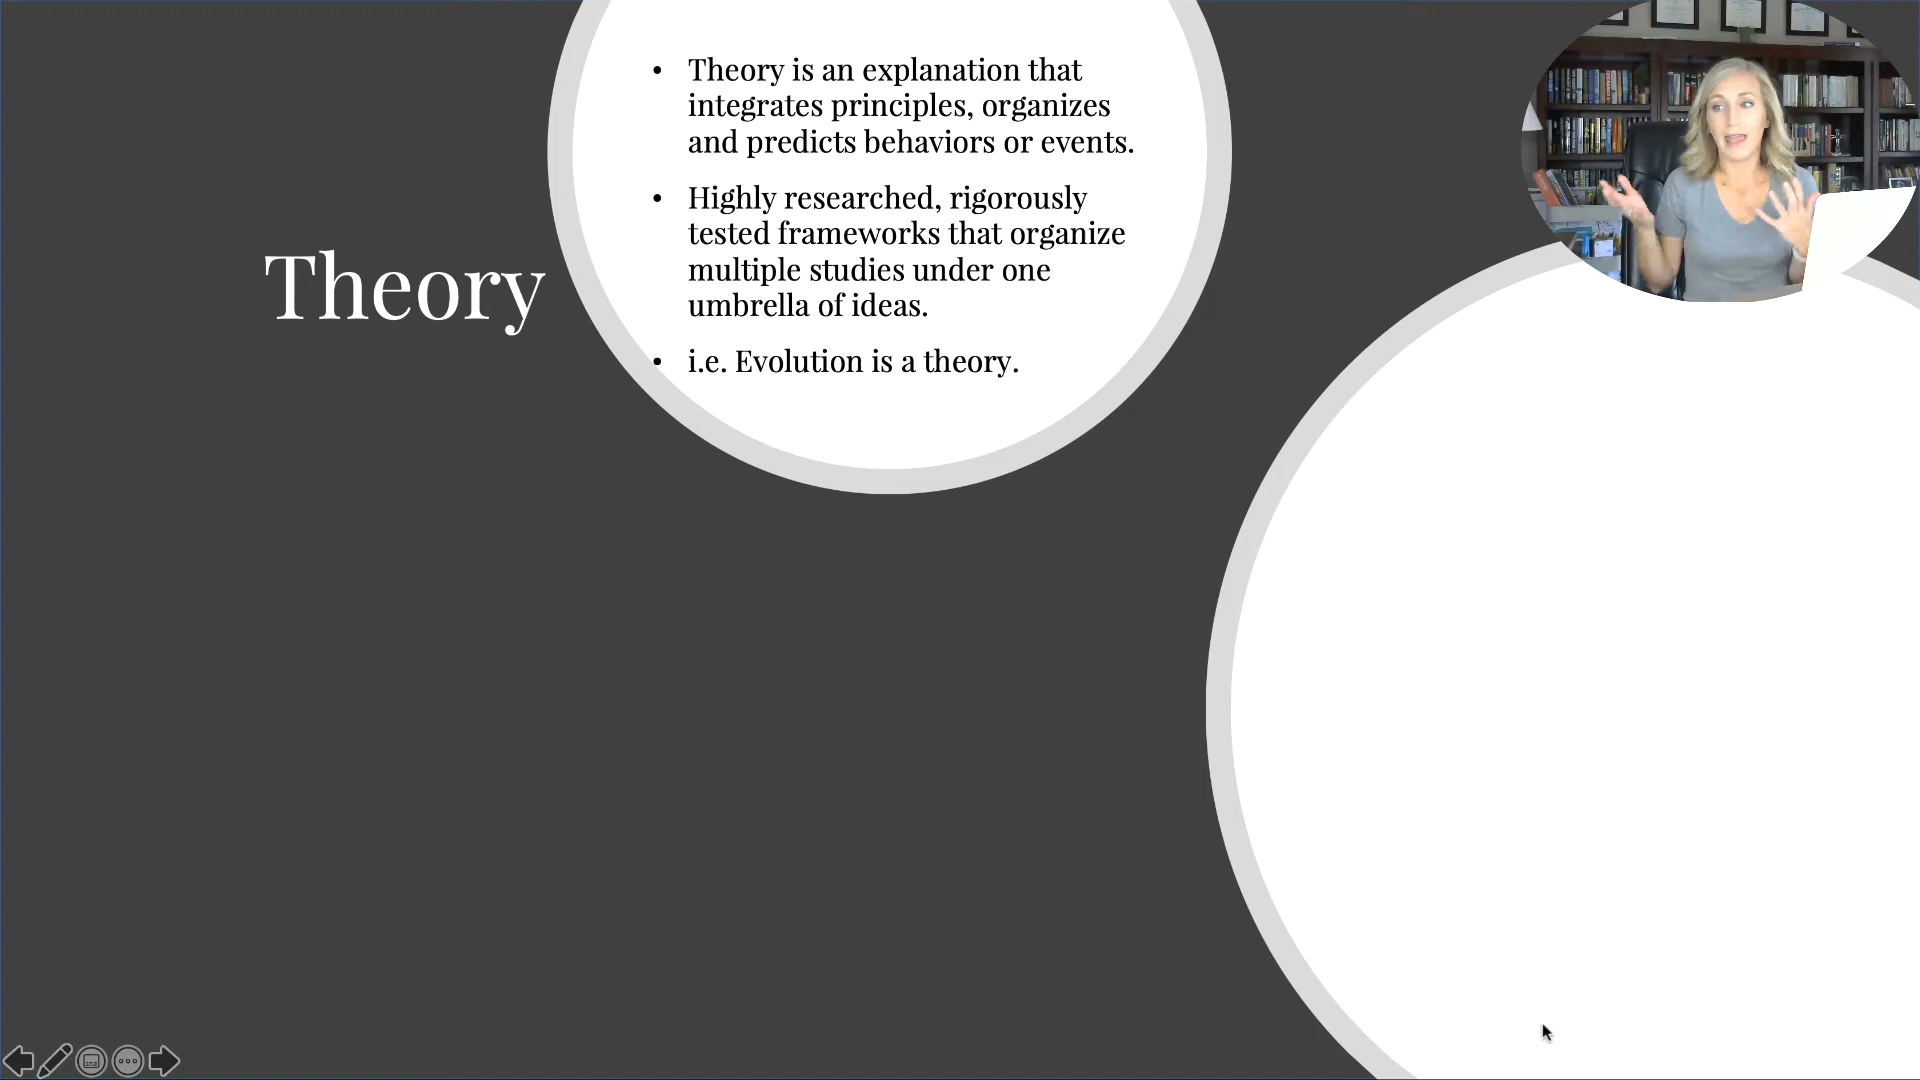 Theory
• Theory is an explanation that
integrates principles, organizes
and predicts behaviors or events.
• Highly researched, rigorously
tested frameworks that organize
multiple studies under one
umbrella of ideas.
• i.e. Evolution is a theory.